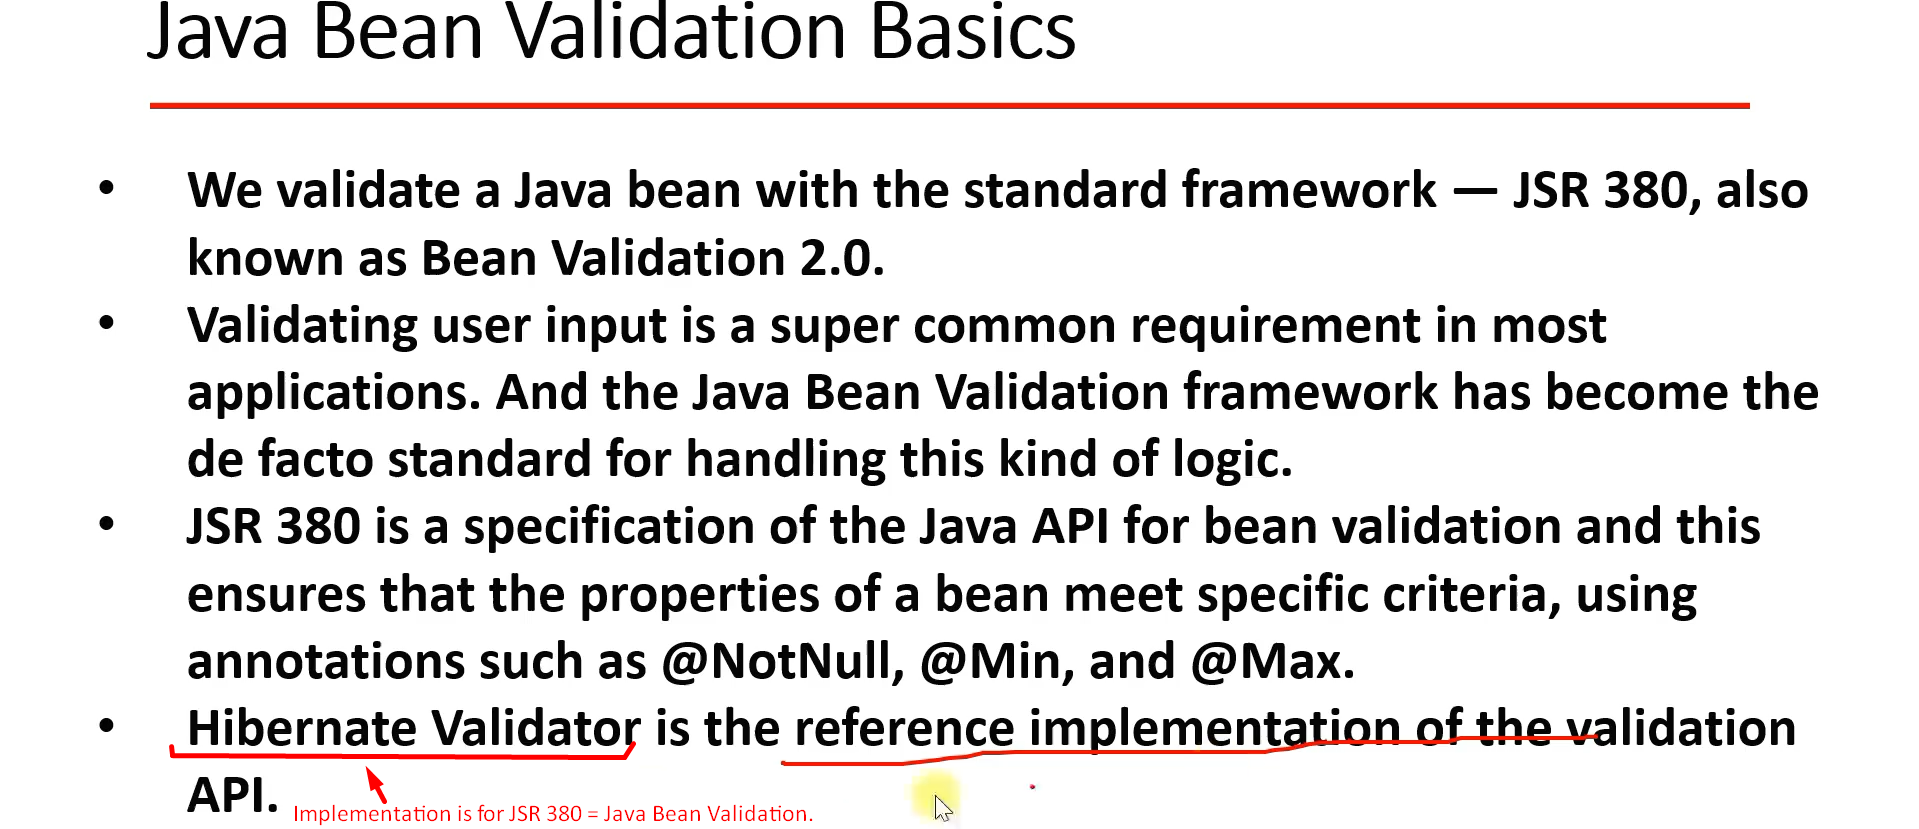 Java Bean Validation Basics
• We validate a Java bean with the standard framework — JSR 380, also
known as Bean Validation 2.0.
• Validating user input is a super common requirement in most
applications. And the Java Bean Validation framework has become the
de facto standard for handling this kind of logic.
• JSR 380 is a specification of the Java API for bean validation and this
ensures that the properties of a bean meet specific criteria, using
annotations such as @NotNull, @Min, and @Max.
• Hibernate Validator is the reference implementation of the validation
API.
Implementation is for JSR 380 = Java Bean Validation.